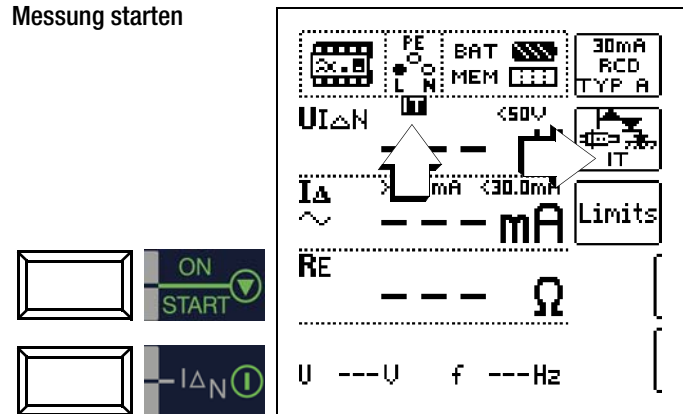 Messung starten
PE
L N
IT
BAT
MEM
30mA
RCD
TYP A
UI△N
<50V
---
IT
I△
mA <30.0mA
∼ --- mA
Limits
RE
--- Ω
U ---V f ---Hz
ON
START
I△N